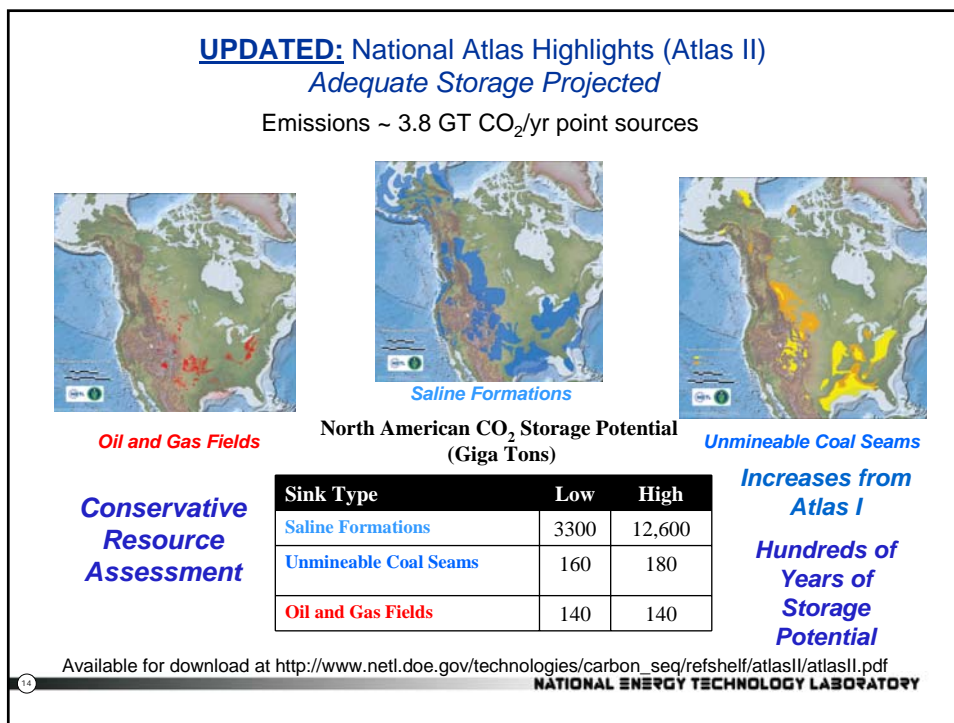 UPDATED: National Atlas Highlights (Atlas II)
Adequate Storage Projected
Emissions ~ 3.8 GT CO₂/yr point sources
Oil and Gas Fields
Saline Formations
Unmineable Coal Seams
North American CO₂ Storage Potential
(Giga Tons)
Sink Type Low High
Saline Formations 3300 12,600
Unmineable Coal Seams 160 180
Oil and Gas Fields 140 140
Conservative
Resource
Assessment
Increases from
Atlas I
Hundreds of
Years of
Storage
Potential
Available for download at http://www.netl.doe.gov/technologies/carbon_seq/refshelf/atlasII/atlasII.pdf
14
NATIONAL ENERGY TECHNOLOGY LABORATORY